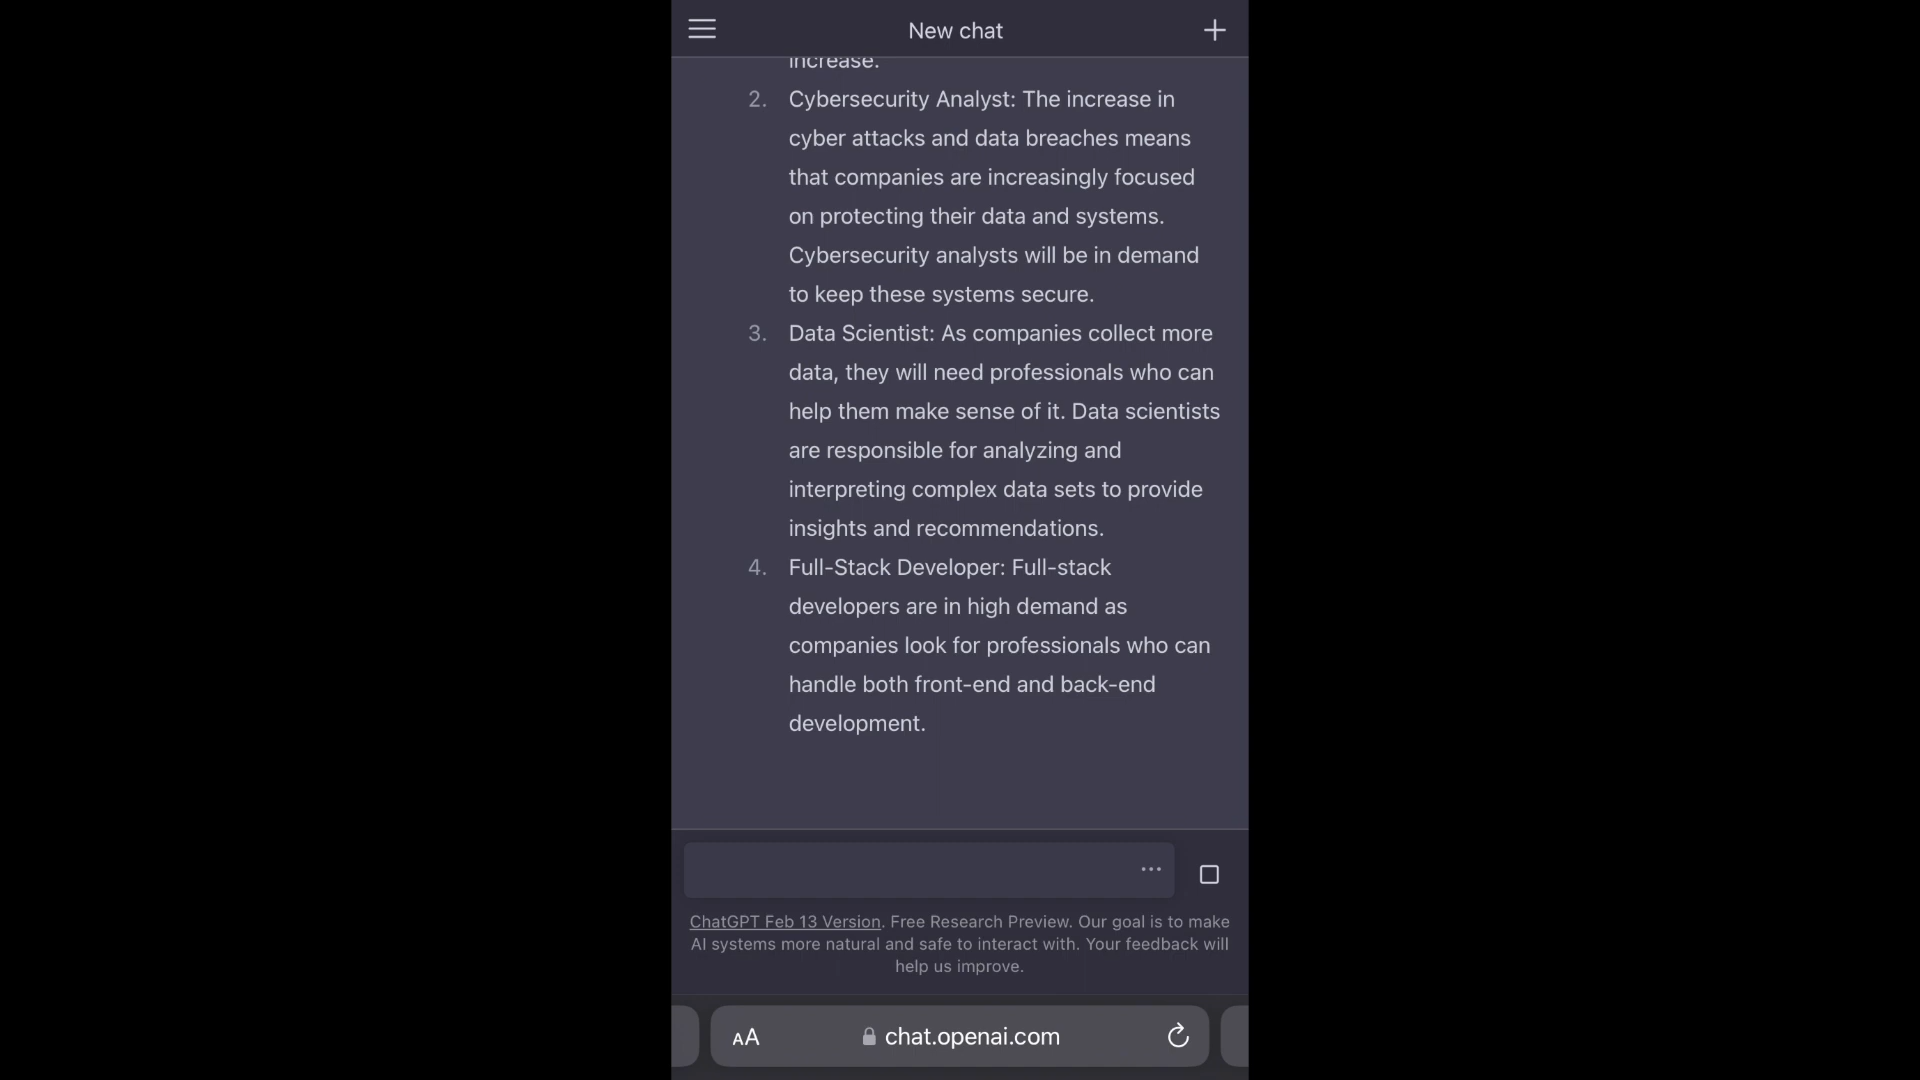 New chat
increase.
2. Cybersecurity Analyst: The increase in
cyber attacks and data breaches means
that companies are increasingly focused
on protecting their data and systems.
Cybersecurity analysts will be in demand
to keep these systems secure.
3. Data Scientist: As companies collect more
data, they will need professionals who can
help them make sense of it. Data scientists
are responsible for analyzing and
interpreting complex data sets to provide
insights and recommendations.
4. Full-Stack Developer: Full-stack
developers are in high demand as
companies look for professionals who can
handle both front-end and back-end
development.
ChatGPT Feb 13 Version. Free Research Preview. Our goal is to make
AI systems more natural and safe to interact with. Your feedback will
help us improve.
AA chat.openai.com